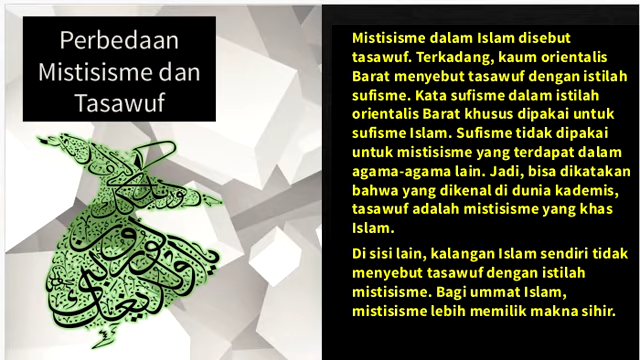 Perbedaan
Mistisisme dan
Tasawuf
Mistisisme dalam Islam disebut
tasawuf. Terkadang, kaum orientalis
Barat menyebut tasawuf dengan istilah
sufisme. Kata sufisme dalam istilah
orientalis Barat khusus dipakai untuk
sufisme Islam. Sufisme tidak dipakai
untuk mistisisme yang terdapat dalam
agama-agama lain. Jadi, bisa dikatakan
bahwa yang dikenal di dunia kademis,
tasawuf adalah mistisisme yang khas
Islam.
Di sisi lain, kalangan Islam sendiri tidak
menyebut tasawuf dengan istilah
mistisisme. Bagi ummat Islam,
mistisisme lebih memilik makna sihir.